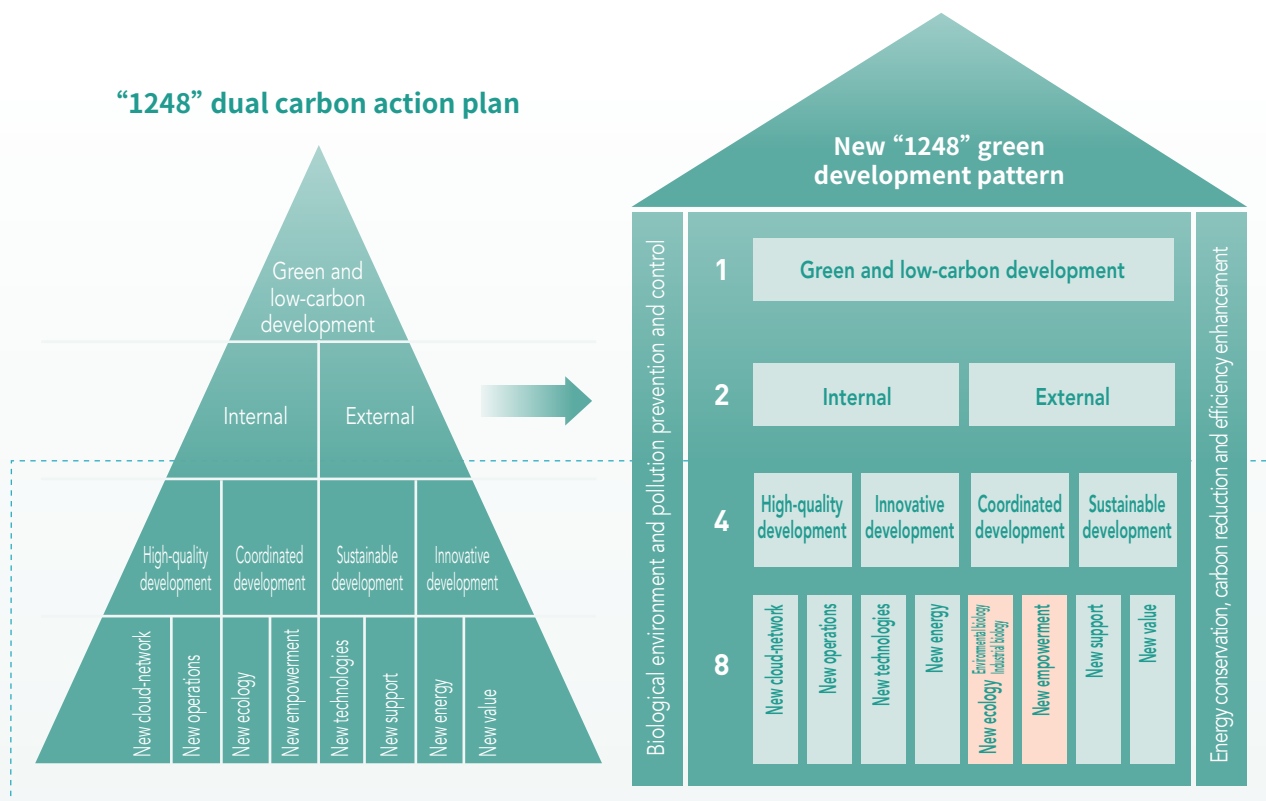 “1248” dual carbon action plan
Green and
low-carbon
development
Internal
External
High-quality
development
Coordinated
development
Sustainable
development
Innovative
development
New cloud-network
New operations
New ecology
New empowerment
New technologies
New support
New energy
New value
New “1248” green
development pattern
Biological environment and pollution prevention and control
1
Green and low-carbon development
2
Internal
External
4
High-quality
development
Innovative
development
Coordinated
development
Sustainable
development
8
New cloud-network
New operations
New technologies
New energy
New ecology
Environmental biology
Industrial biology
New empowerment
New support
New value
Energy conservation, carbon reduction and efficiency enhancement